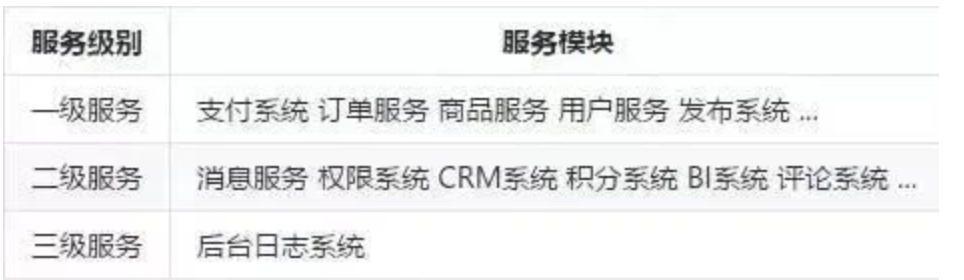 服务级别 服务模块
一级服务 支付系统 订单服务 商品服务 用户服务 发布系统 ...
二级服务 消息服务 权限系统 CRM系统 积分系统 BI系统 评论系统 ...
三级服务 后台日志系统